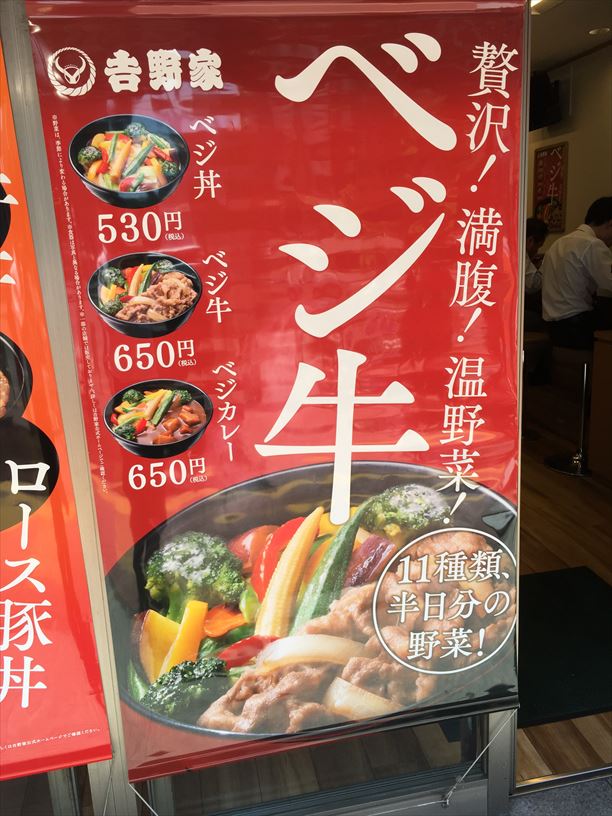 吉野家
ベジ牛
贅沢！満腹！温野菜！
ベジ丼
530円
(税込)
ベジ牛
650円
(税込)
ベジカレー
650円
(税込)
11種類、
半日分の
野菜！
ロース豚丼
ベジ牛